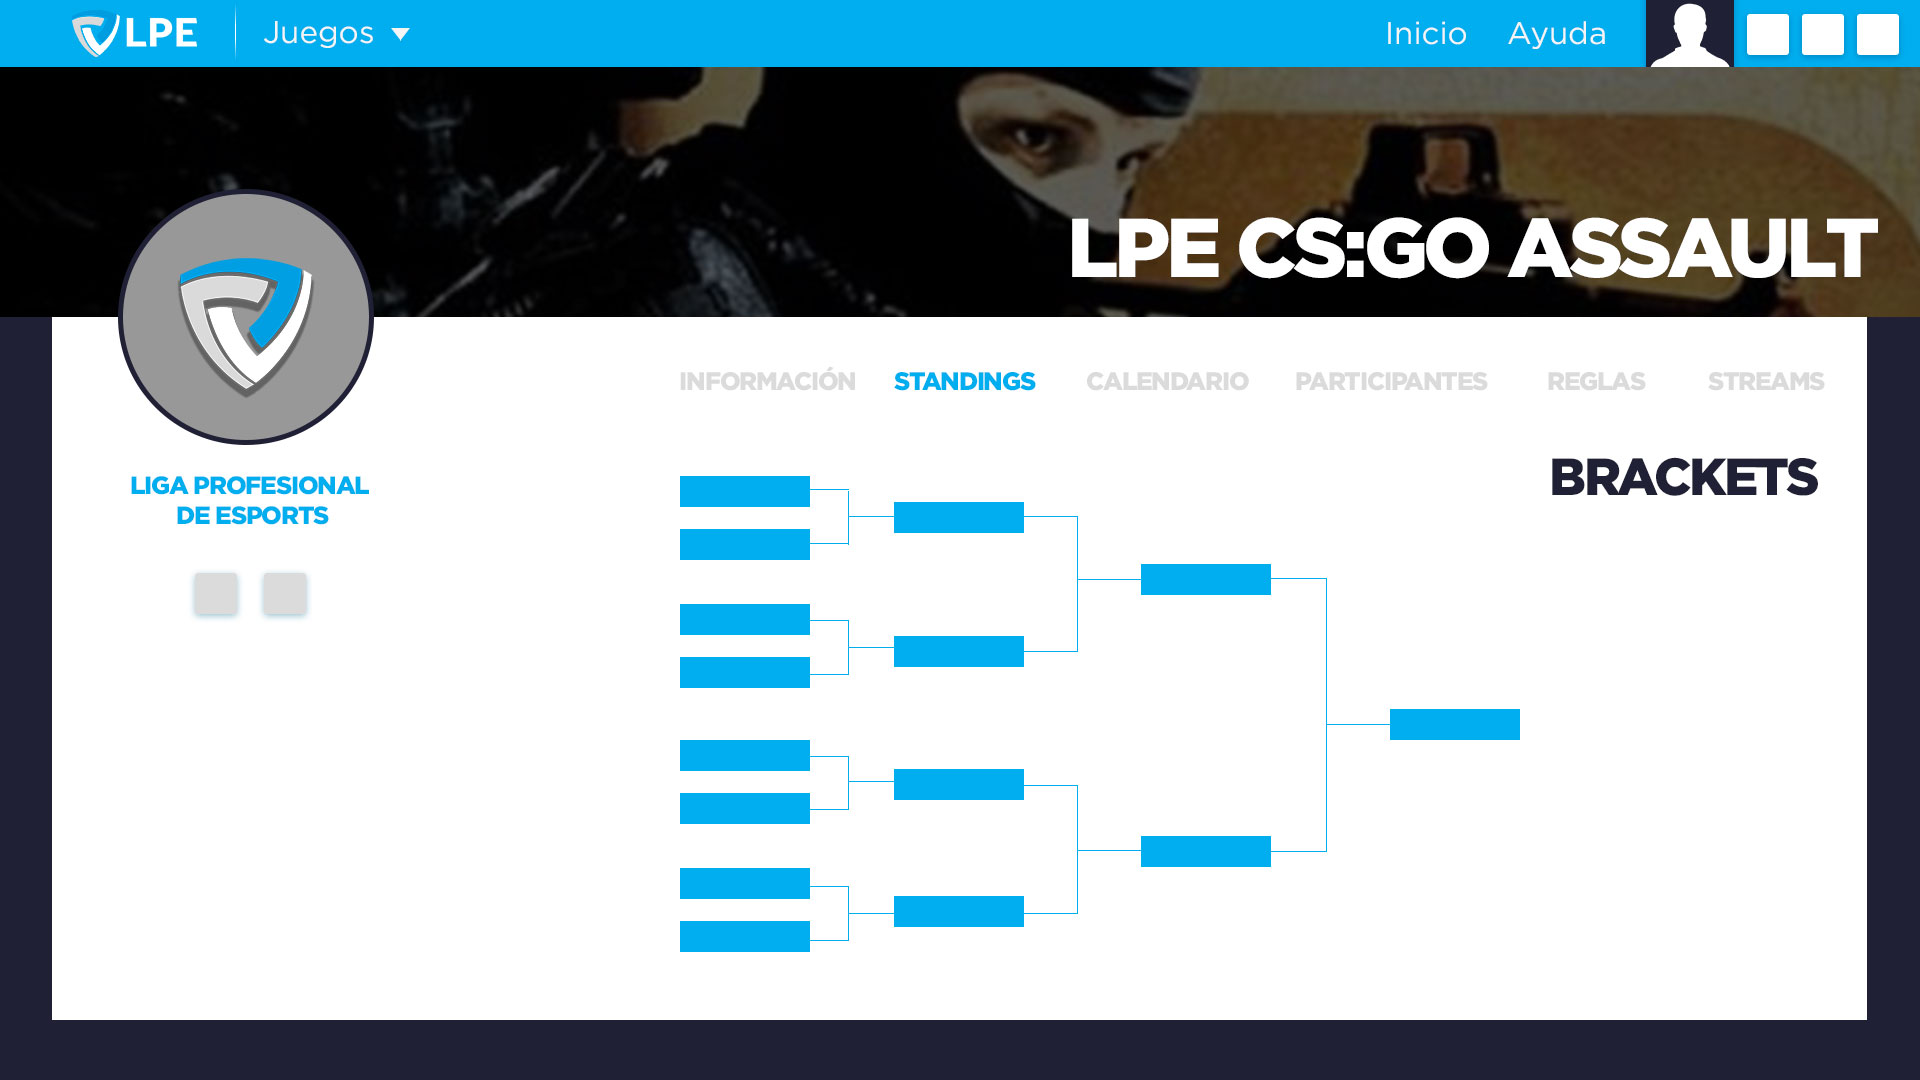 LPE
Juegos
Inicio
Ayuda
LPE CS:GO ASSAULT
INFORMACIÓN
STANDINGS
CALENDARIO
PARTICIPANTES
REGLAS
STREAMS
BRACKETS
LIGA PROFESIONAL
DE ESPORTS